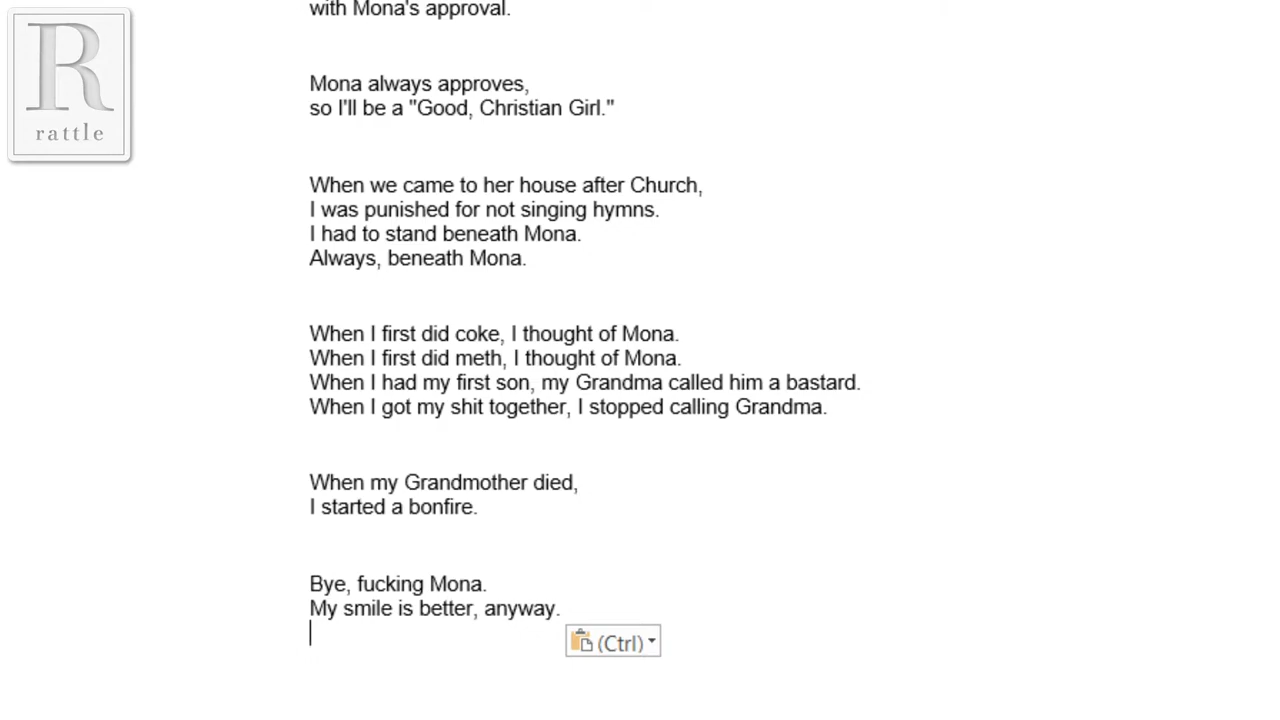 R
rattle
with Mona's approval.
Mona always approves,
so I'll be a "Good, Christian Girl."
When we came to her house after Church,
I was punished for not singing hymns.
I had to stand beneath Mona.
Always, beneath Mona.
When I first did coke, I thought of Mona.
When I first did meth, I thought of Mona.
When I had my first son, my Grandma called him a bastard.
When I got my shit together, I stopped calling Grandma.
When my Grandmother died,
I started a bonfire.
Bye, fucking Mona.
My smile is better, anyway.
(Ctrl)